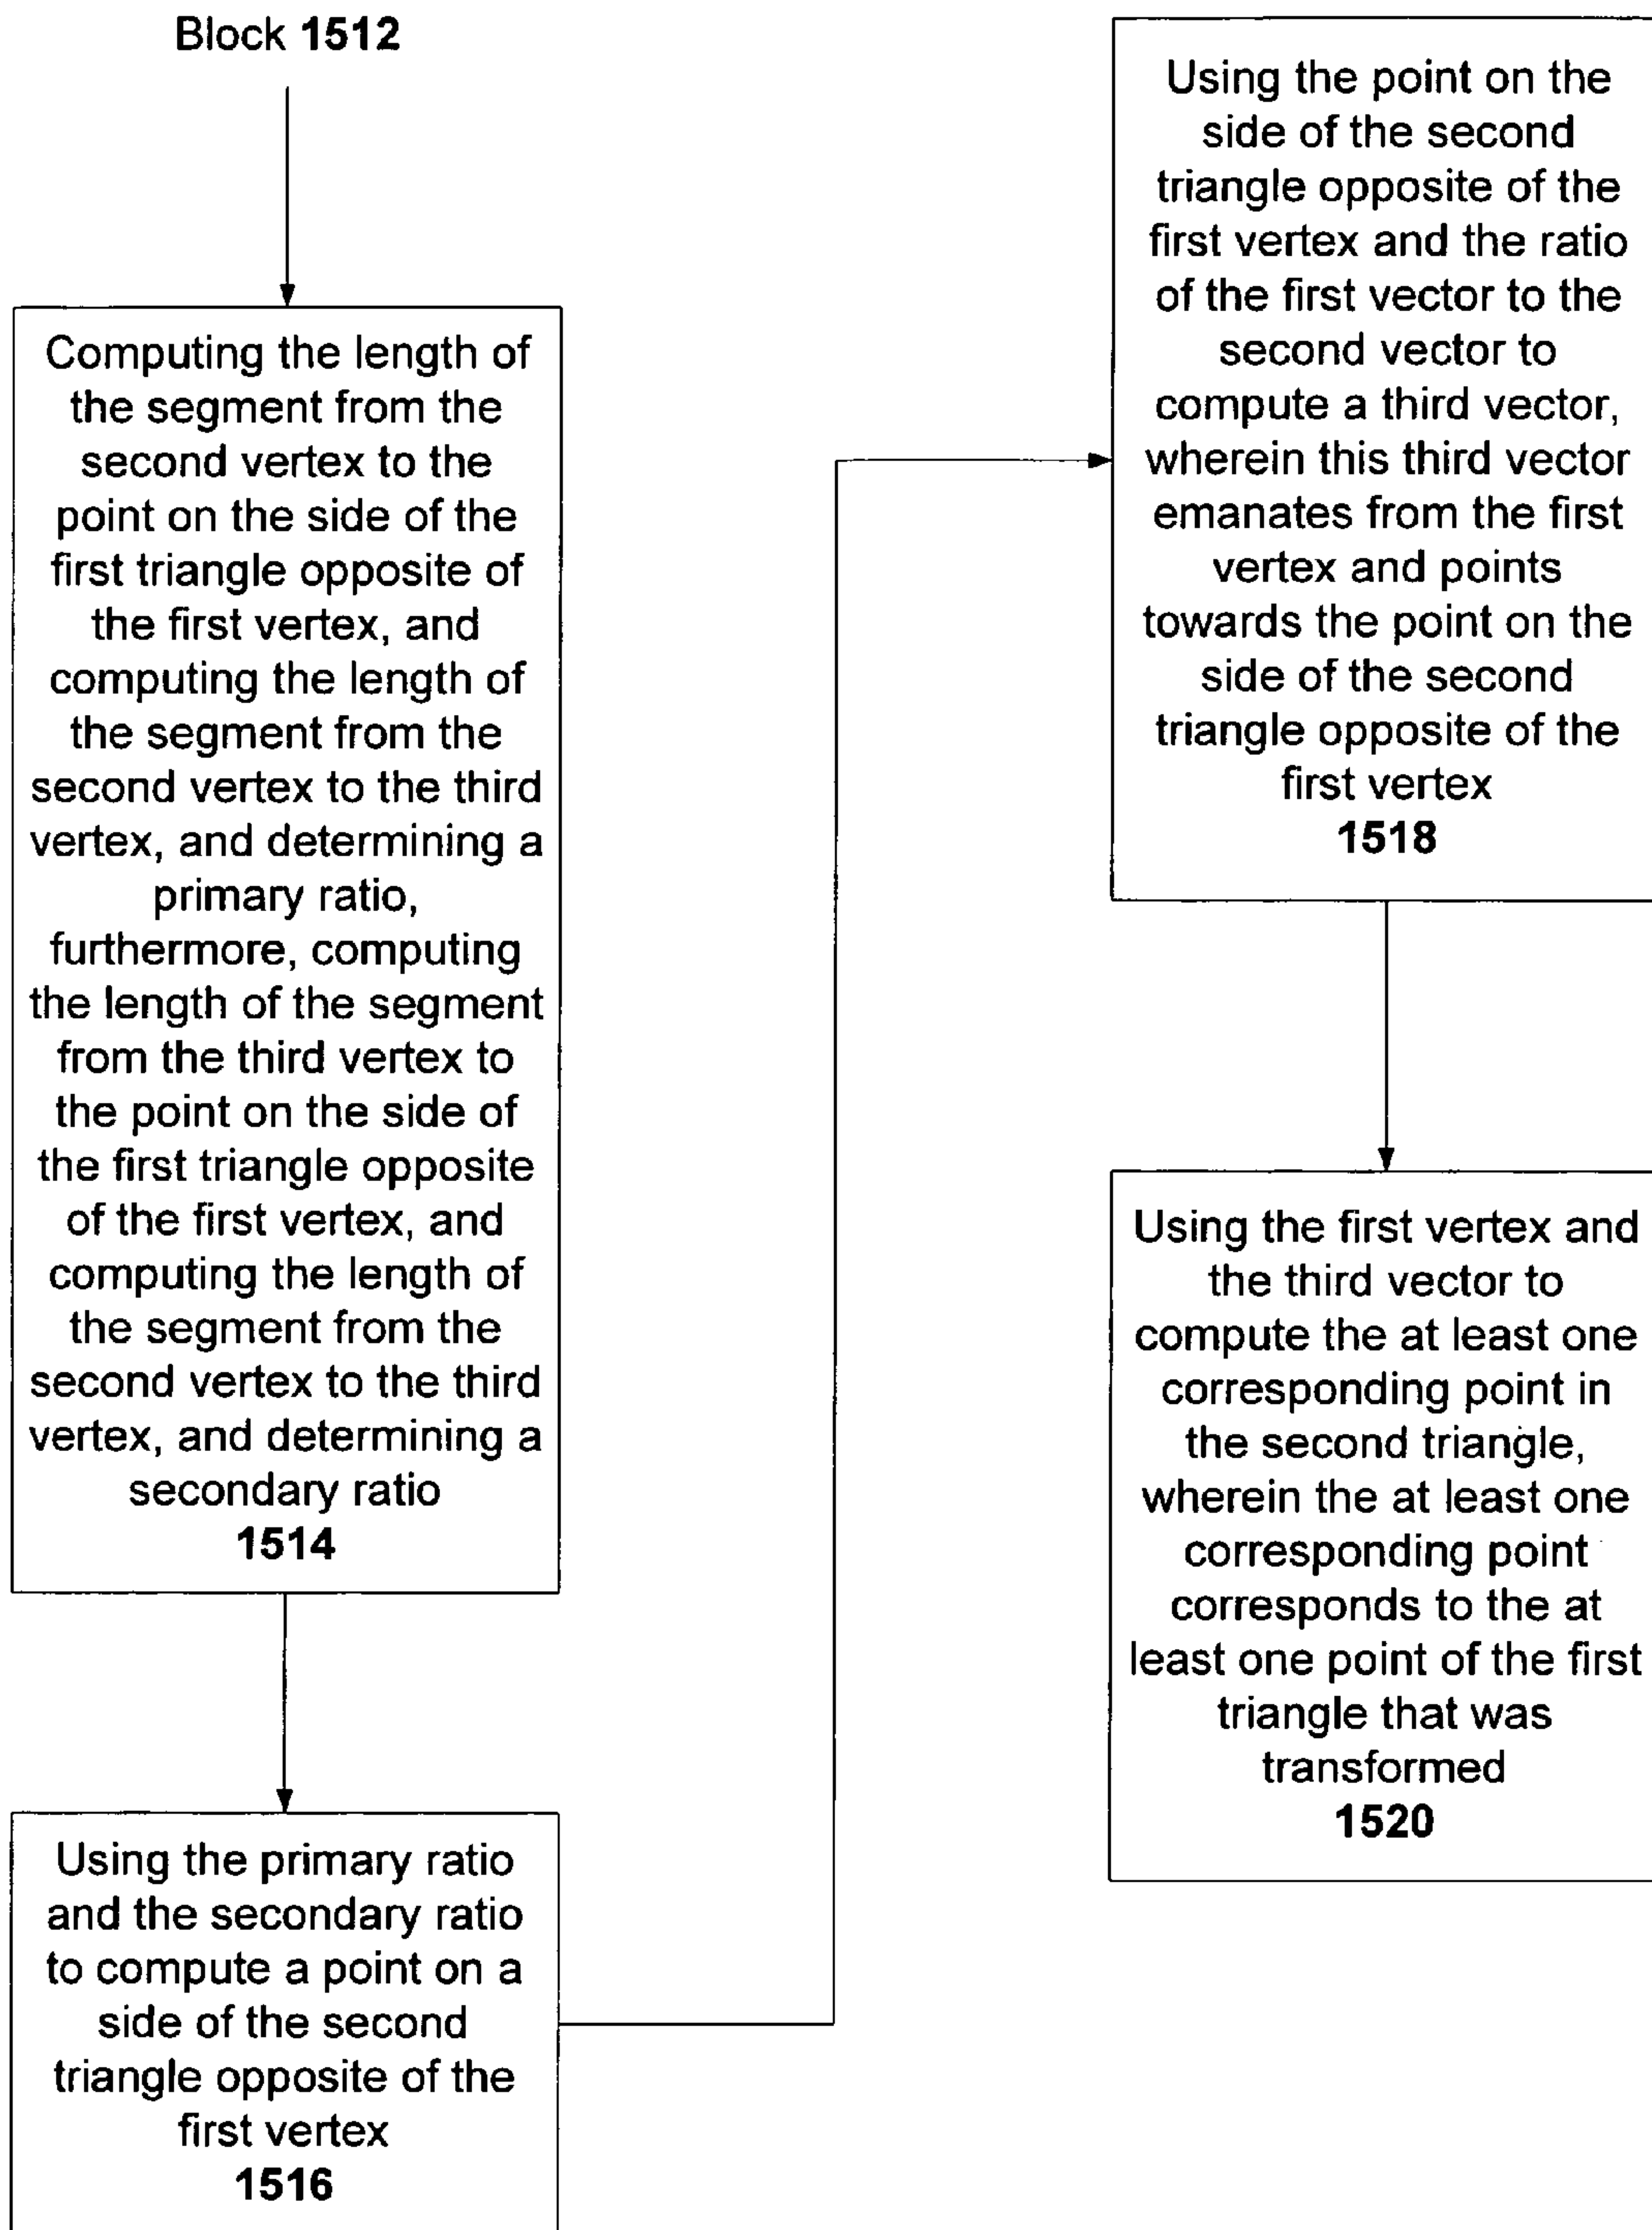 Block 1512
Computing the length of
the segment from the
second vertex to the
point on the side of the
first triangle opposite of
the first vertex, and
computing the length of
the segment from the
second vertex to the third
vertex, and determining a
primary ratio,
furthermore, computing
the length of the segment
from the third vertex to
the point on the side of
the first triangle opposite
of the first vertex, and
computing the length of
the segment from the
second vertex to the third
vertex, and determining a
secondary ratio
1514
Using the primary ratio
and the secondary ratio
to compute a point on a
side of the second
triangle opposite of the
first vertex
1516
Using the point on the
side of the second
triangle opposite of the
first vertex and the ratio
of the first vector to the
second vector to
compute a third vector,
wherein this third vector
emanates from the first
vertex and points
towards the point on the
side of the second
triangle opposite of the
first vertex
1518
Using the first vertex and
the third vector to
compute the at least one
corresponding point in
the second triangle,
wherein the at least one
corresponding point
corresponds to the at
least one point of the first
triangle that was
transformed
1520